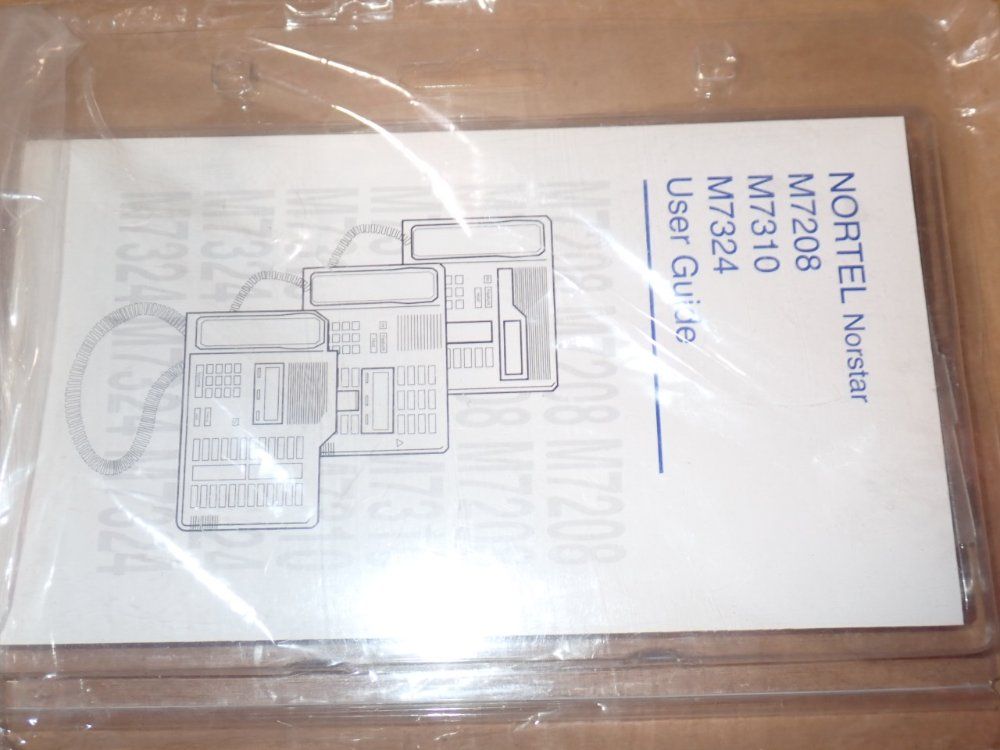 NORTEL Norstar
M7208
M7310
M7324
User Guide